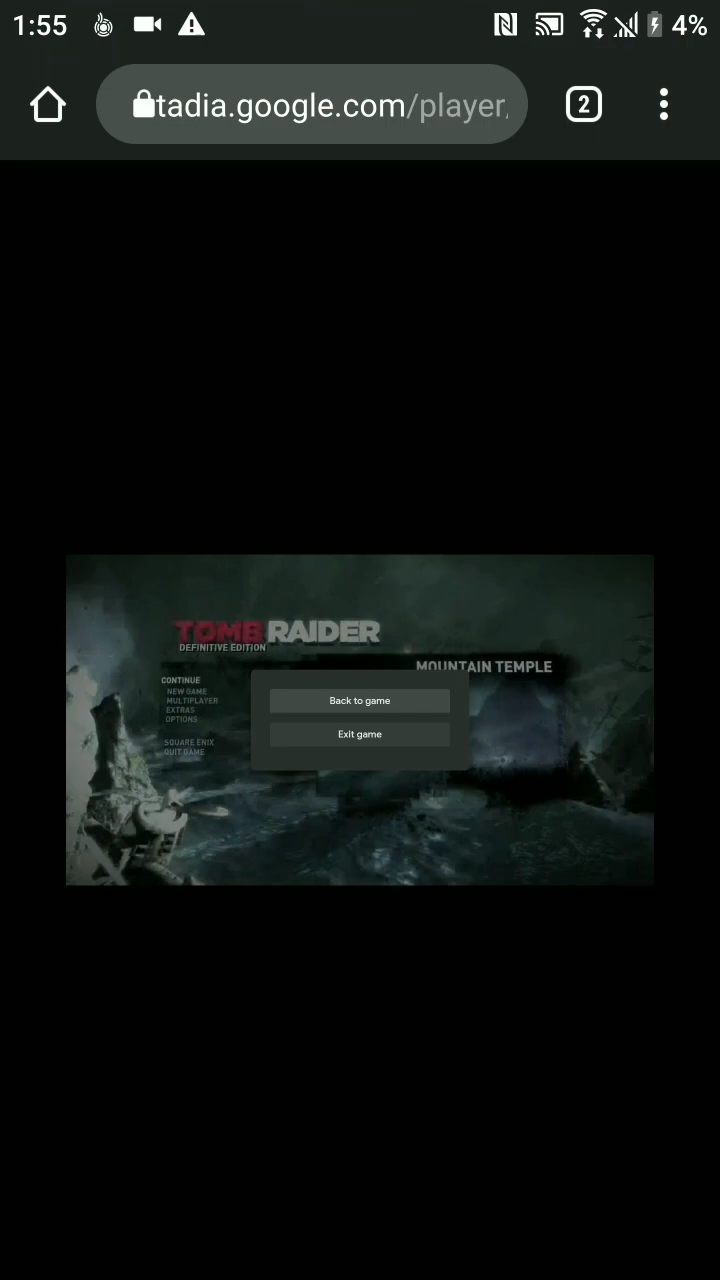 1:55
4%
tadia.google.com/player,
2
TOMB RAIDER
DEFINITIVE EDITION
MOUNTAIN TEMPLE
CONTINUE
NEW GAME
MULTIPLAYER
EXTRAS
OPTIONS
SQUARE ENIX
QUIT GAME
Back to game
Exit game